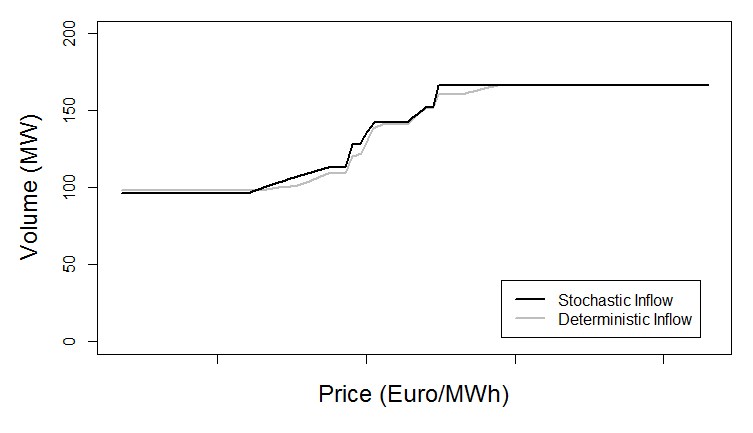 Volume (MW)
200
150
100
50
0
Stochastic Inflow
Deterministic Inflow
Price (Euro/MWh)